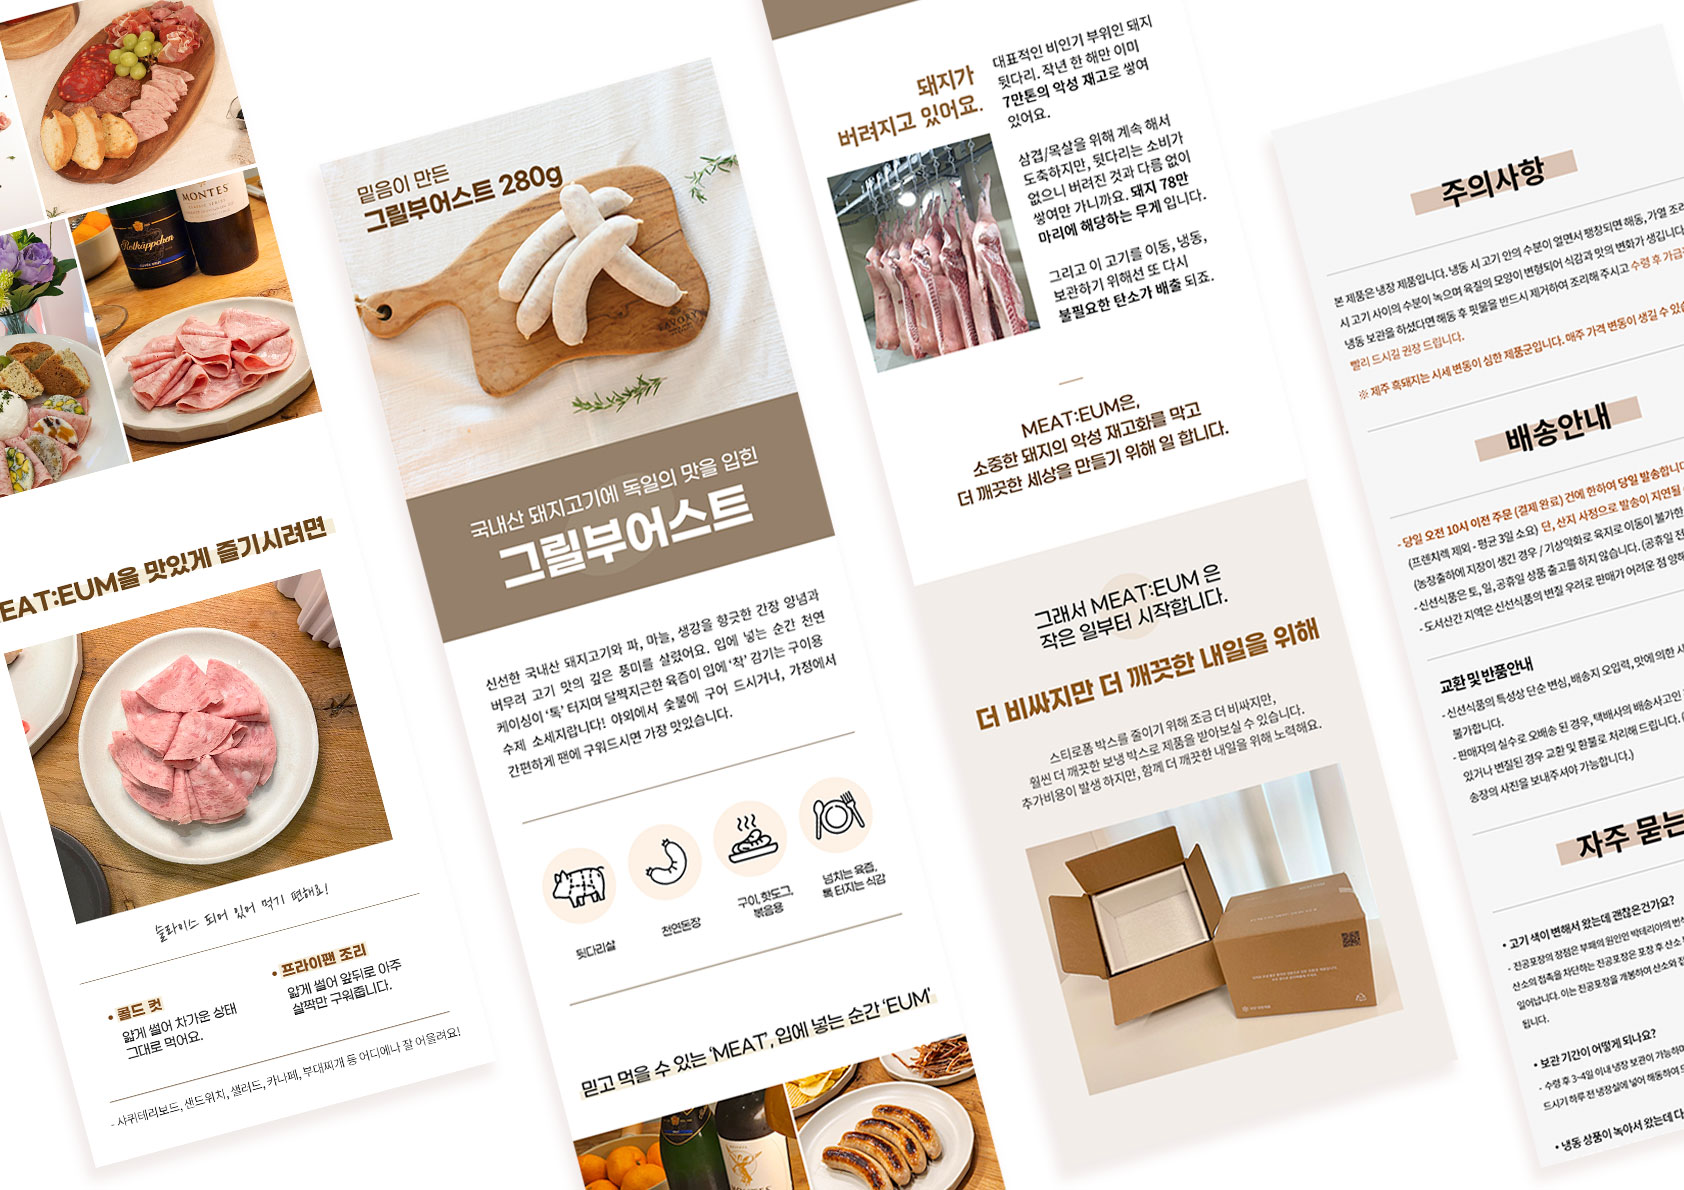 MONTES
Rotkäppchen
EAT:EUM을 맛있게 즐기시려면
슬라이스 되어 있어 먹기 편해요!
• 콜드 컷
얇게 썰어 차가운 상태
그대로 먹어요.
• 프라이팬 조리
얇게 썰어 앞뒤로 아주
살짝만 구워줍니다.
- 샤퀴테리보드, 샌드위치, 샐러드, 카나페, 부대찌개 등 어디에나 잘 어울려요!
믿음이 만든
그릴부어스트 280g
국내산 돼지고기에 독일의 맛을 입힌
그릴부어스트
신선한 국내산 돼지고기와 파, 마늘, 생강을 향긋한 간장 양념과
버무려 고기 맛의 깊은 풍미를 살렸어요. 입에 넣는 순간 천연
케이싱이 ‘톡’ 터지며 달짝지근한 육즙이 입에 ‘착’ 감기는 구이용
수제 소세지랍니다! 야외에서 숯불에 구어 드시거나, 가정에서
간편하게 팬에 구워드시면 가장 맛있습니다.
뒷다리살
천연돈장
구이, 핫도그,
볶음용
넘치는 육즙,
톡 터지는 식감
믿고 먹을 수 있는 ‘MEAT’, 입에 넣는 순간 ‘EUM’
돼지가
버려지고 있어요.
대표적인 비인기 부위인 돼지
뒷다리. 작년 한 해만 이미
7만톤의 악성 재고로 쌓여
있어요.
삼겹/목살을 위해 계속 해서
도축하지만, 뒷다리는 소비가
없으니 버려진 것과 다름 없이
쌓여만 가니까요. 돼지 78만
마리에 해당하는 무게 입니다.
그리고 이 고기를 이동, 냉동,
보관하기 위해선 또 다시
불필요한 탄소가 배출 되죠.
MEAT:EUM은,
소중한 돼지의 악성 재고화를 막고
더 깨끗한 세상을 만들기 위해 일 합니다.
그래서 MEAT:EUM 은
작은 일부터 시작합니다.
더 비싸지만 더 깨끗한 내일을 위해
스티로폼 박스를 줄이기 위해 조금 더 비싸지만,
훨씬 더 깨끗한 보냉 박스로 제품을 받아보실 수 있습니다.
추가비용이 발생 하지만, 함께 더 깨끗한 내일을 위해 노력해요.
주의사항
본 제품은 냉장 제품입니다. 냉동 시 고기 안의 수분이 얼면서 팽창되면 해동, 가열 조리
시 고기 사이의 수분이 녹으며 육질의 모양이 변형되어 식감과 맛의 변화가 생깁니다
냉동 보관을 하셨다면 해동 후 핏물을 반드시 제거하여 조리해 주시고 수령 후 가급
빨리 드시길 권장 드립니다.
※ 제주 흑돼지는 시세 변동이 심한 제품군입니다. 매주 가격 변동이 생길 수 있습
배송안내
- 당일 오전 10시 이전 주문 (결제 완료) 건에 한하여 당일 발송합니다
(프렌치렉 제외 - 평균 3일 소요) 단, 산지 사정으로 발송이 지연될
(농장출하에 지장이 생긴 경우 / 기상악화로 육지로 이동이 불가한
- 신선식품은 토, 일, 공휴일 상품 출고를 하지 않습니다. (공휴일 전
- 도서산간 지역은 신선식품의 변질 우려로 판매가 어려운 점 양해
교환 및 반품안내
- 신선식품의 특성상 단순 변심, 배송지 오입력, 맛에 의한 사
불가합니다.
- 판매자의 실수로 오배송 된 경우, 택배사의 배송사고인
있거나 변질된 경우 교환 및 환불로 처리해 드립니다.
송장의 사진을 보내주셔야 가능합니다.)
자주 묻는
• 고기 색이 변해서 왔는데 괜찮은건가요?
- 진공포장의 장점은 부패의 원인인 박테리아의 번식
산소의 접촉을 차단하는 진공포장은 포장 후 산소
일어납니다. 이는 진공포장을 개봉하여 산소와 접
됩니다.
• 보관 기간이 어떻게 되나요?
- 수령 후 3~4일 이내 냉장 보관이 가능하며
드시기 하루 전 냉장실에 넣어 해동하여 드
• 냉동 상품이 녹아서 왔는데 다